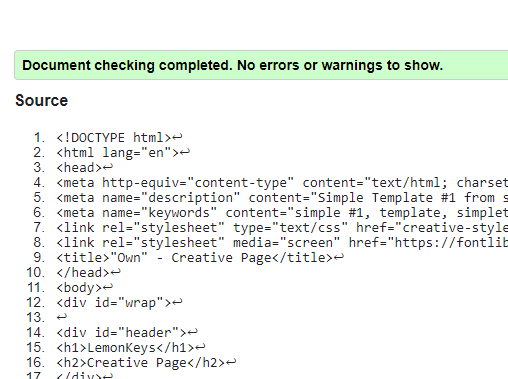 Document checking completed. No errors or warnings to show.
Source
1. <!DOCTYPE html>↩
2. <html lang="en">↩
3. <head>↩
4. <meta http-equiv="content-type" content="text/html; charset
5. <meta name="description" content="Simple Template #1 from s
6. <meta name="keywords" content="simple #1, template, simplet
7. <link rel="stylesheet" type="text/css" href="creative-style
8. <link rel="stylesheet" media="screen" href="https://fontlib
9. <title>"Own" - Creative Page</title>↩
10. </head>↩
11. <body>↩
12. <div id="wrap">↩
13. ↩
14. <div id="header">↩
15. <h1>LemonKeys</h1>↩
16. <h2>Creative Page</h2>↩
17. </div>↩